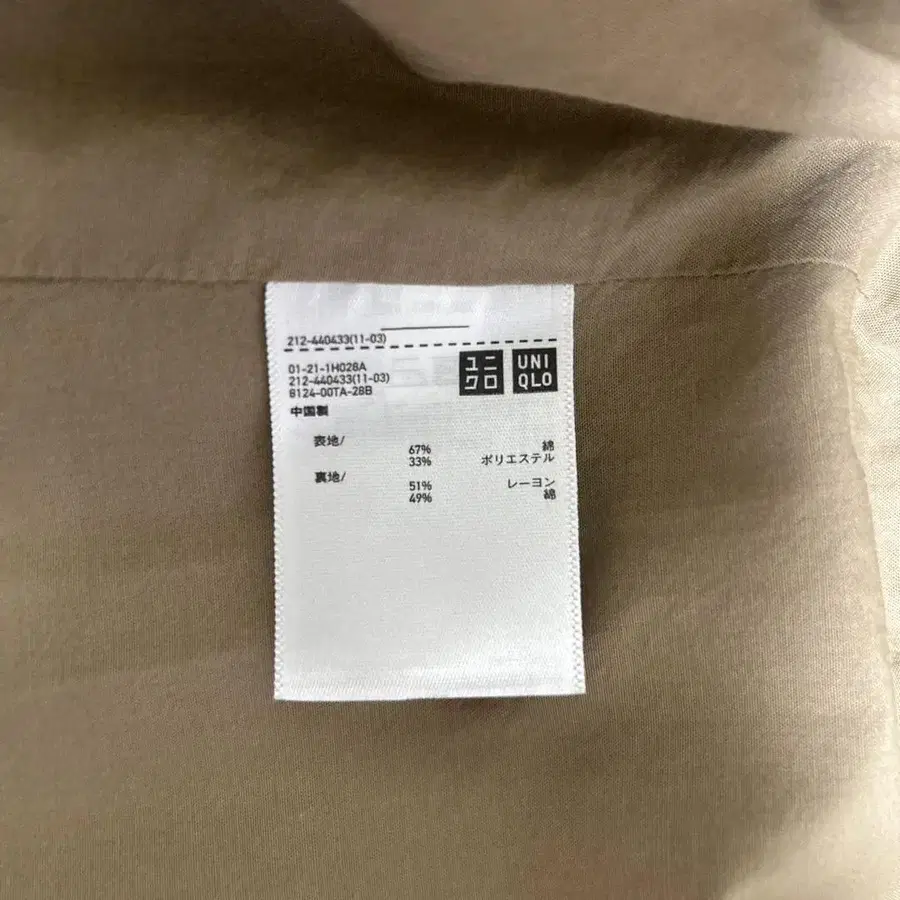 212-440433(11-03)
01-21-1H028A
212-440433(11-03)
8124-00TA-28B
中国製
ユニ
クロ
UNI
QLO
表地/
67% 綿
33% ポリエステル
裏地/
51% レーヨン
49% 綿